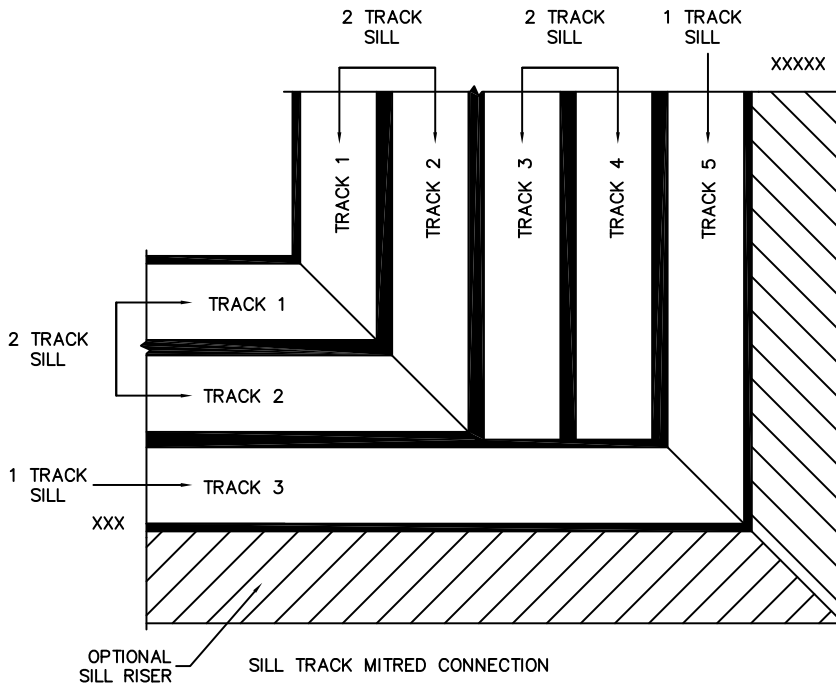 2 TRACK
SILL
2 TRACK
SILL
1 TRACK
SILL
XXXXX
TRACK 1
TRACK 2
TRACK 3
TRACK 4
TRACK 5
TRACK 1
2 TRACK
SILL
TRACK 2
1 TRACK
SILL
TRACK 3
XXX
OPTIONAL
SILL RISER
SILL TRACK MITRED CONNECTION